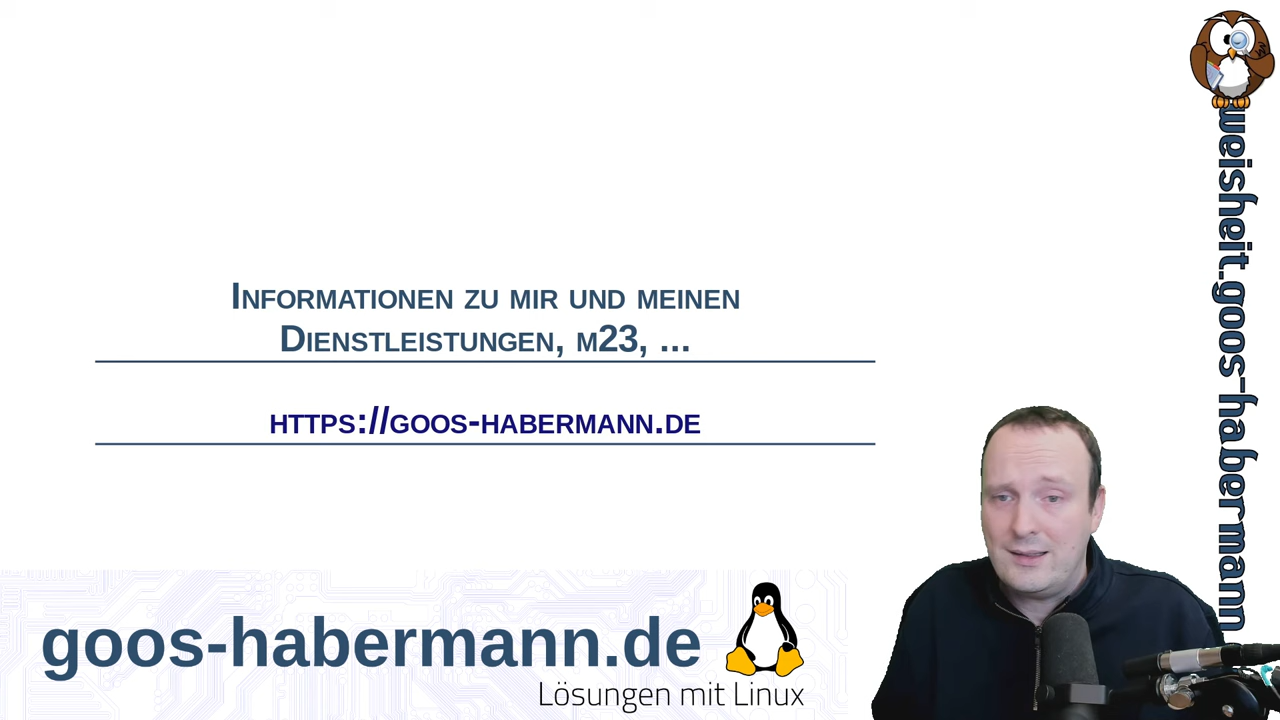 Informationen zu mir und meinen
Dienstleistungen, m23, ...
https://goos-habermann.de
goos-habermann.de
Lösungen mit Linux
weisheit.goos-habermann